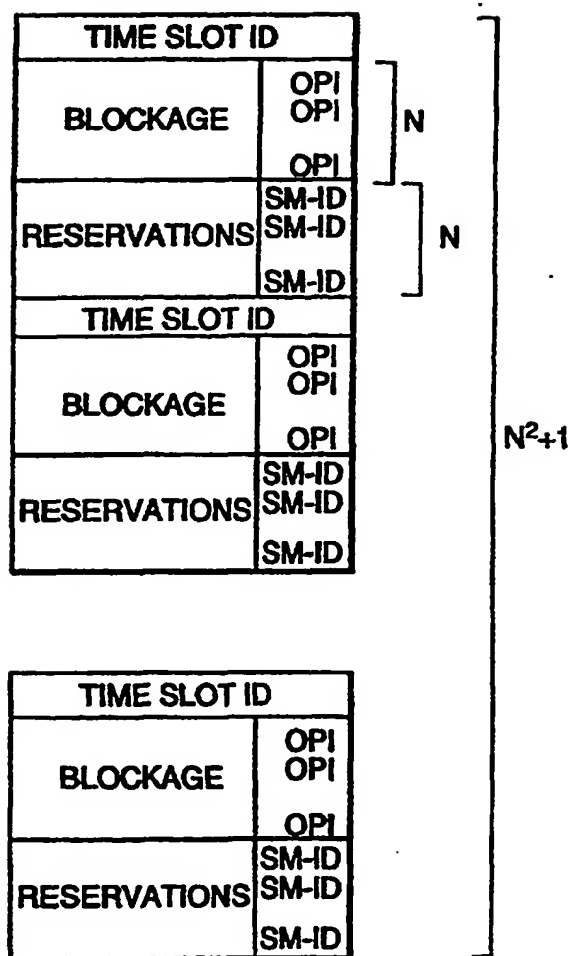 TIME SLOT ID
BLOCKAGE
OPI
OPI
OPI
N
RESERVATIONS
SM-ID
SM-ID
SM-ID
N
TIME SLOT ID
BLOCKAGE
OPI
OPI
OPI
RESERVATIONS
SM-ID
SM-ID
SM-ID
N²+1
TIME SLOT ID
BLOCKAGE
OPI
OPI
OPI
RESERVATIONS
SM-ID
SM-ID
SM-ID